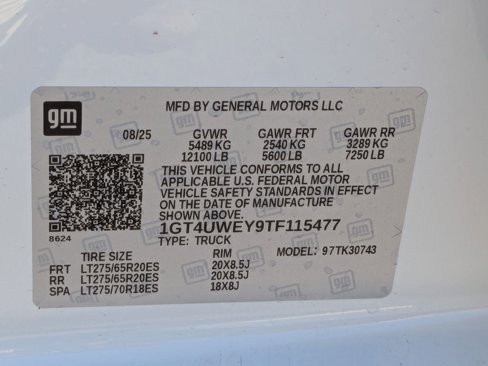 gm
MFD BY GENERAL MOTORS LLC
08/25 GVWR GAWR FRT GAWR RR
5489 KG 2540 KG 3289 KG
12100 LB 5600 LB 7250 LB
THIS VEHICLE CONFORMS TO ALL
APPLICABLE U.S. FEDERAL MOTOR
VEHICLE SAFETY STANDARDS IN EFFECT
ON THE DATE OF MANUFACTURE
SHOWN ABOVE.
8624
1GT4UWEY9TF115477
TYPE: TRUCK
MODEL: 97TK30743
TIRE SIZE RIM
FRT LT275/65R20ES 20X8.5J
RR LT275/65R20ES 20X8.5J
SPA LT275/70R18ES 18X8J